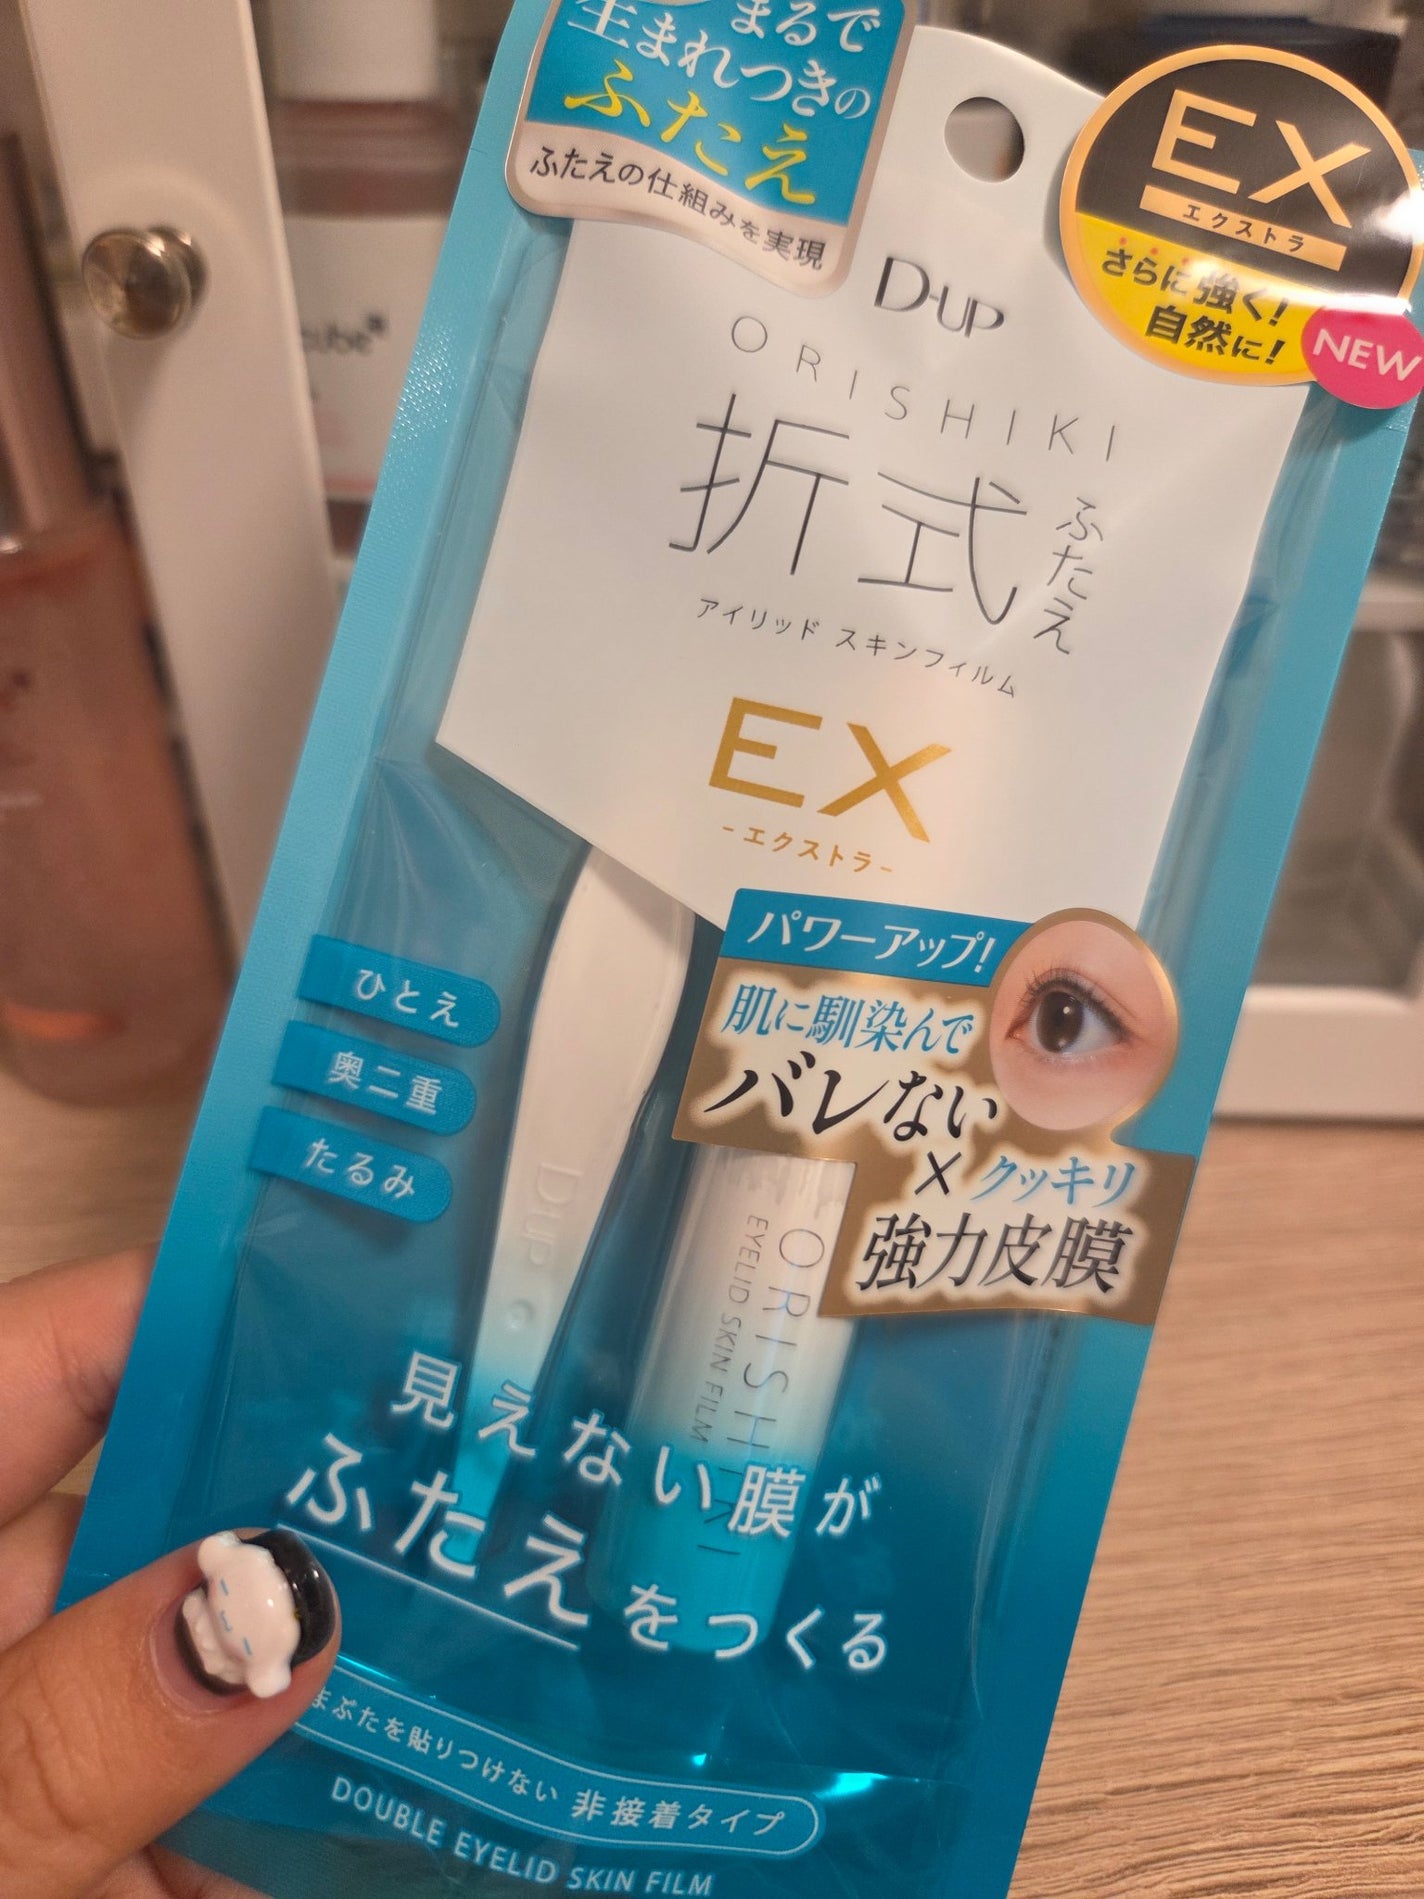 まるで
生まれつきの
ふたえ
ふたえの仕組みを実現
EX
エクストラ
さらに強く!
自然に!
NEW
D-UP
ORISHIKI
折式
ふたえ
アイリッド スキンフィルム
EX
-エクストラ-
パワーアップ!
肌に馴染んで
バレない
×クッキリ
強力皮膜
ひとえ
奥二重
たるみ
D-UP
ORISHIKI
EYELID SKIN FILM
見えない膜が
ふたえをつくる
まぶたを貼りつけない 非接着タイプ
DOUBLE EYELID SKIN FILM
cube